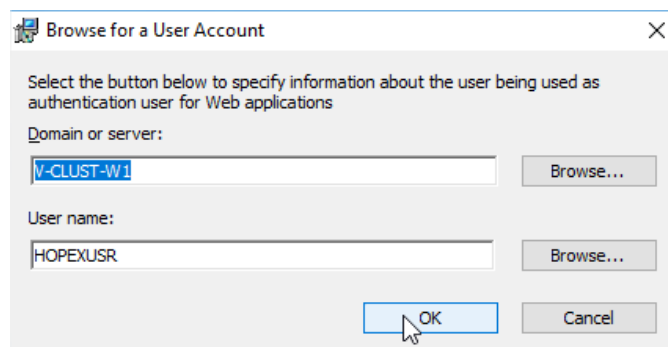 Browse for a User Account
Select the button below to specify information about the user being used as
authentication user for Web applications
Domain or server:
V-CLUST-W1
Browse...
User name:
HOPEXUSR
Browse...
OK
Cancel